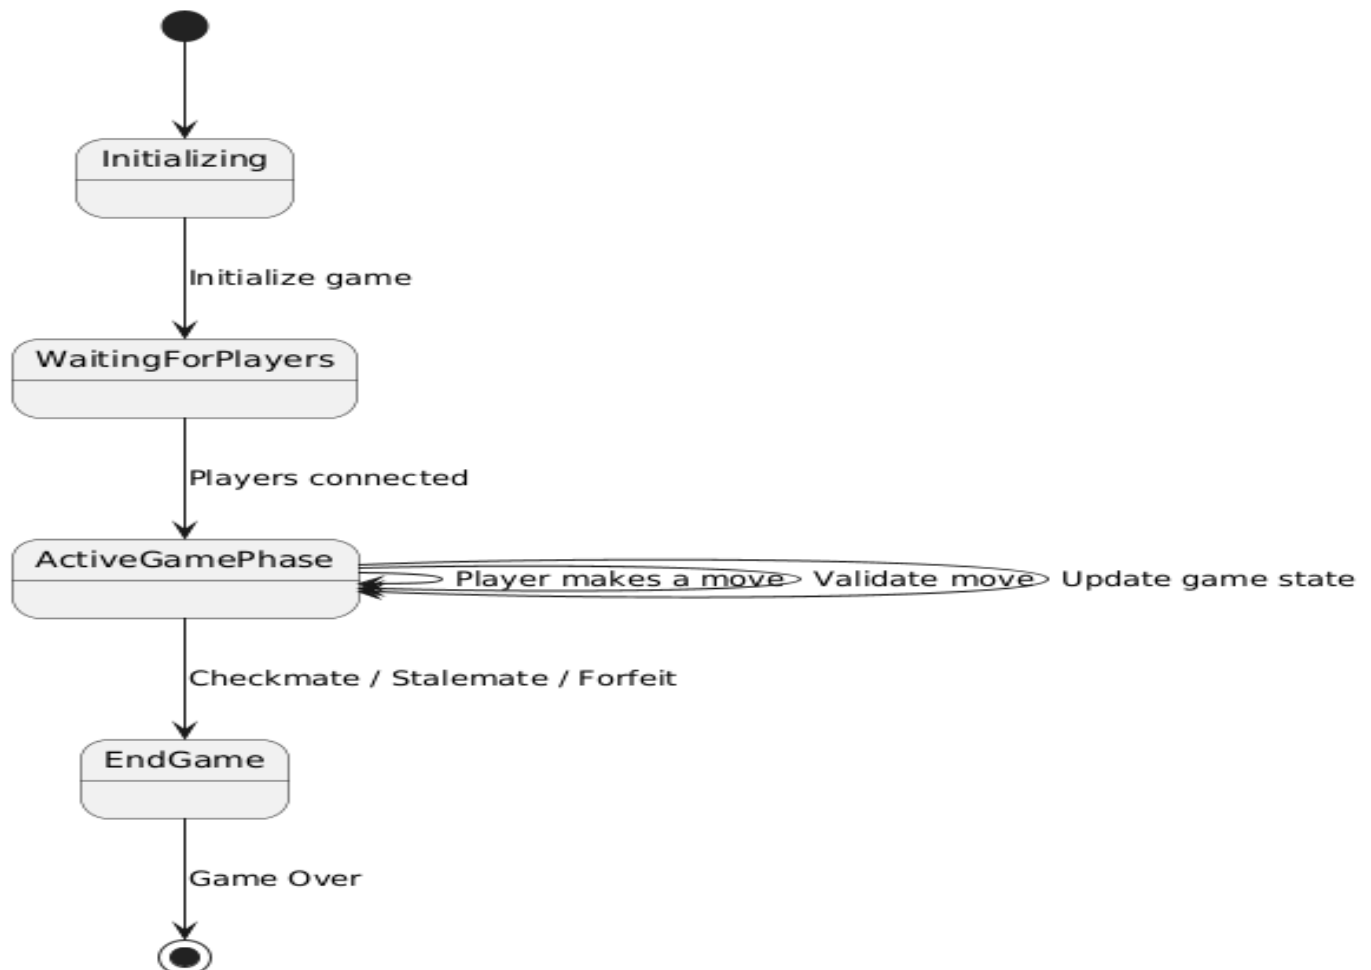 Initializing
Initialize game
WaitingForPlayers
Players connected
ActiveGamePhase
Player makes a move
Validate move
Update game state
Checkmate / Stalemate / Forfeit
EndGame
Game Over